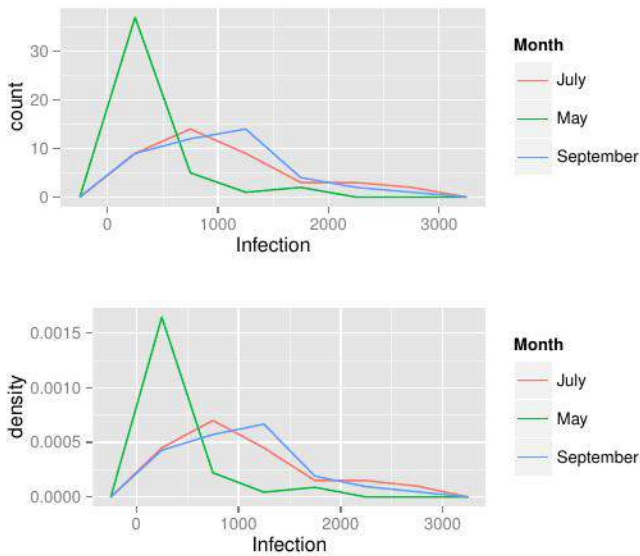 count
30
20
10
0
0 1000 2000 3000
Infection
Month
July
May
September
density
0.0015
0.0010
0.0005
0.0000
0 1000 2000 3000
Infection
Month
July
May
September